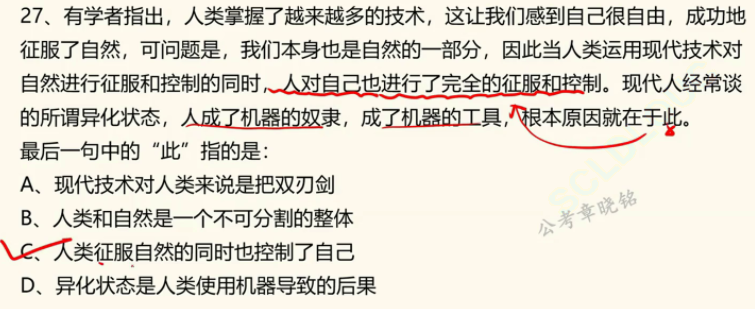 27、有学者指出，人类掌握了越来越多的技术，这让我们感到自己很自由，成功地
征服了自然，可问题是，我们本身也是自然的一部分，因此当人类运用现代技术对
自然进行征服和控制的同时，人对自己也进行了完全的征服和控制。现代人经常谈
的所谓异化状态，人成了机器的奴隶，成了机器的工具，根本原因就在于此。
最后一句中的“此”指的是：
A、现代技术对人类来说是把双刃剑
B、人类和自然是一个不可分割的整体
公考章晓铭
C、人类征服自然的同时也控制了自己
D、异化状态是人类使用机器导致的后果